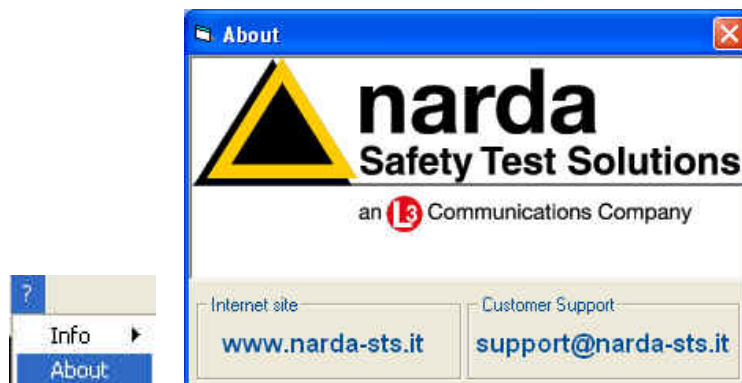 ?
Info
About
About
narda
Safety Test Solutions
an L3 Communications Company
Internet site
www.narda-sts.it
Customer Support
support@narda-sts.it